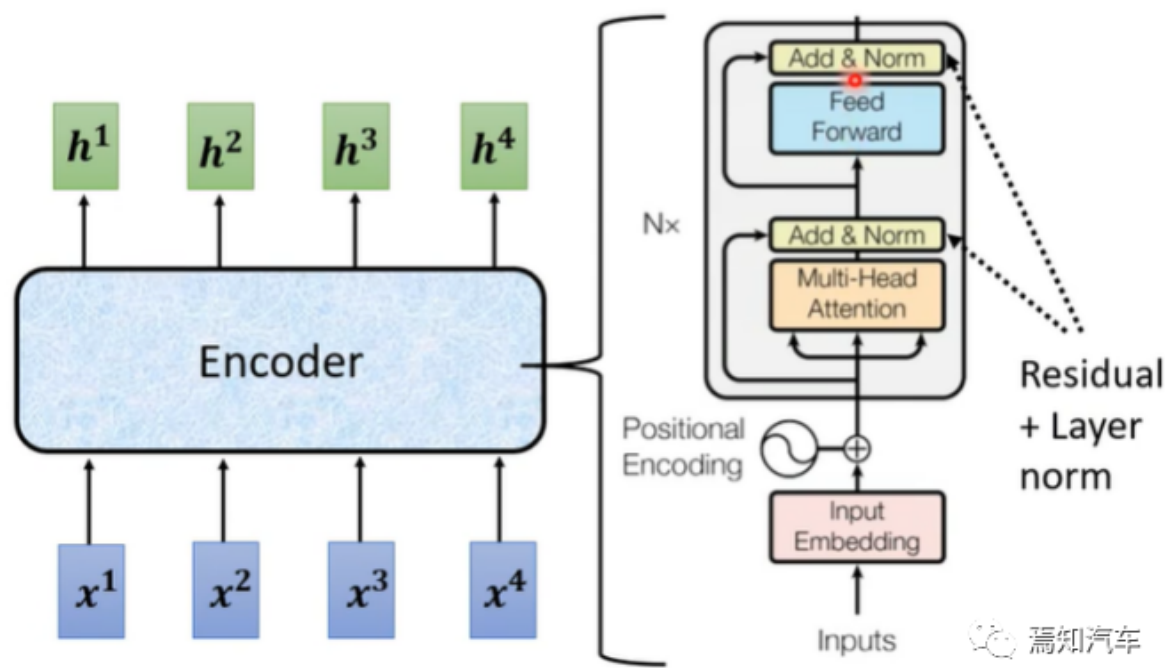 h¹ h² h³ h⁴
Encoder
x¹ x² x³ x⁴
Add & Norm
Feed
Forward
N×
Add & Norm
Multi-Head
Attention
Positional
Encoding
Input
Embedding
Inputs
Residual
+ Layer
norm
焉知汽车